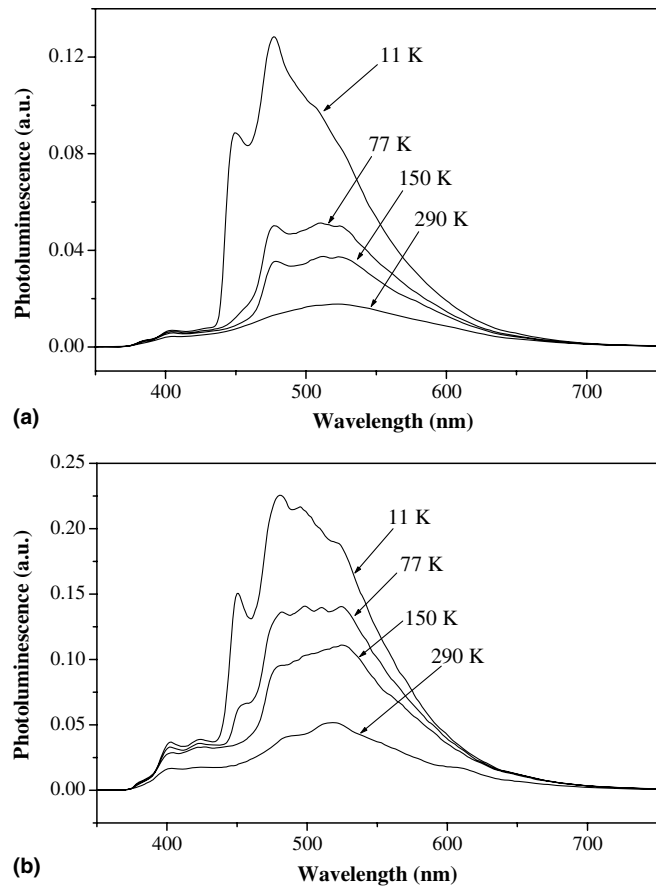 0.12
0.08
0.04
0.00
Photoluminescence (a.u.)
11 K
77 K
150 K
290 K
400 500 600 700
Wavelength (nm)
(a)
0.25
0.20
0.15
0.10
0.05
0.00
Photoluminescence (a.u.)
11 K
77 K
150 K
290 K
400 500 600 700
Wavelength (nm)
(b)